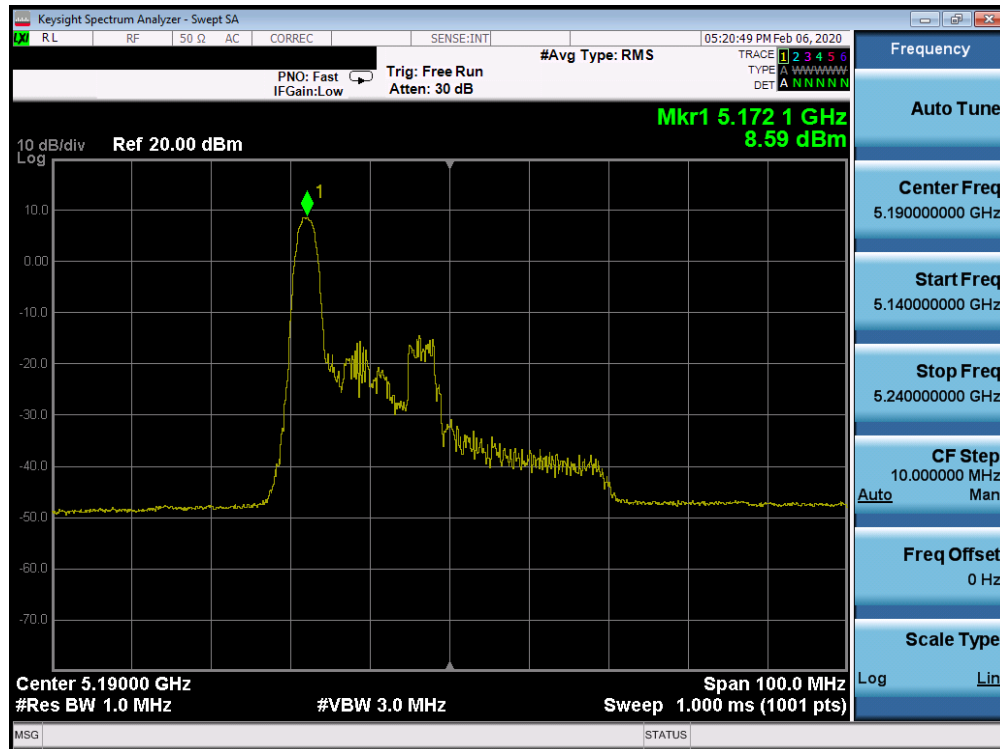 Keysight Spectrum Analyzer - Swept SA
LXI RL RF 50 Ω AC CORREC SENSE:INT 05:20:49 PM Feb 06, 2020
#Avg Type: RMS
TRACE 1 2 3 4 5 6
TYPE A WWWWW
DET A N N N N N
PNO: Fast
IFGain:Low
Trig: Free Run
Atten: 30 dB
Mkr1 5.172 1 GHz
8.59 dBm
10 dB/div Ref 20.00 dBm
Log
1
10.0
0.00
-10.0
-20.0
-30.0
-40.0
-50.0
-60.0
-70.0
Center 5.19000 GHz Span 100.0 MHz
#Res BW 1.0 MHz #VBW 3.0 MHz Sweep 1.000 ms (1001 pts)
MSG STATUS
Frequency
Auto Tune
Center Freq
5.190000000 GHz
Start Freq
5.140000000 GHz
Stop Freq
5.240000000 GHz
CF Step
10.000000 MHz
Auto Man
Freq Offset
0 Hz
Scale Type
Log Lin